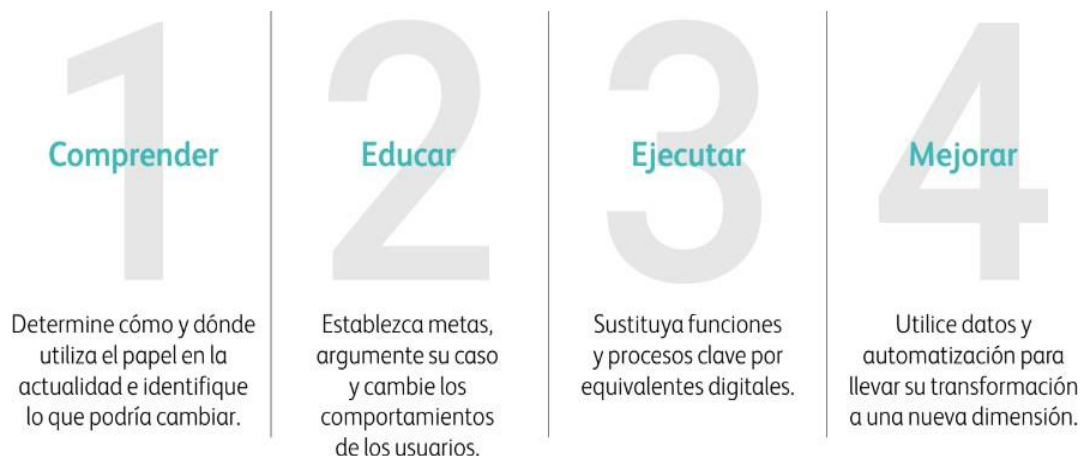 1
Comprender
Determine cómo y dónde
utiliza el papel en la
actualidad e identifique
lo que podría cambiar.
2
Educar
Establezca metas,
argumente su caso
y cambie los
comportamientos
de los usuarios.
3
Ejecutar
Sustituya funciones
y procesos clave por
equivalentes digitales.
4
Mejorar
Utilice datos y
automatización para
llevar su transformación
a una nueva dimensión.